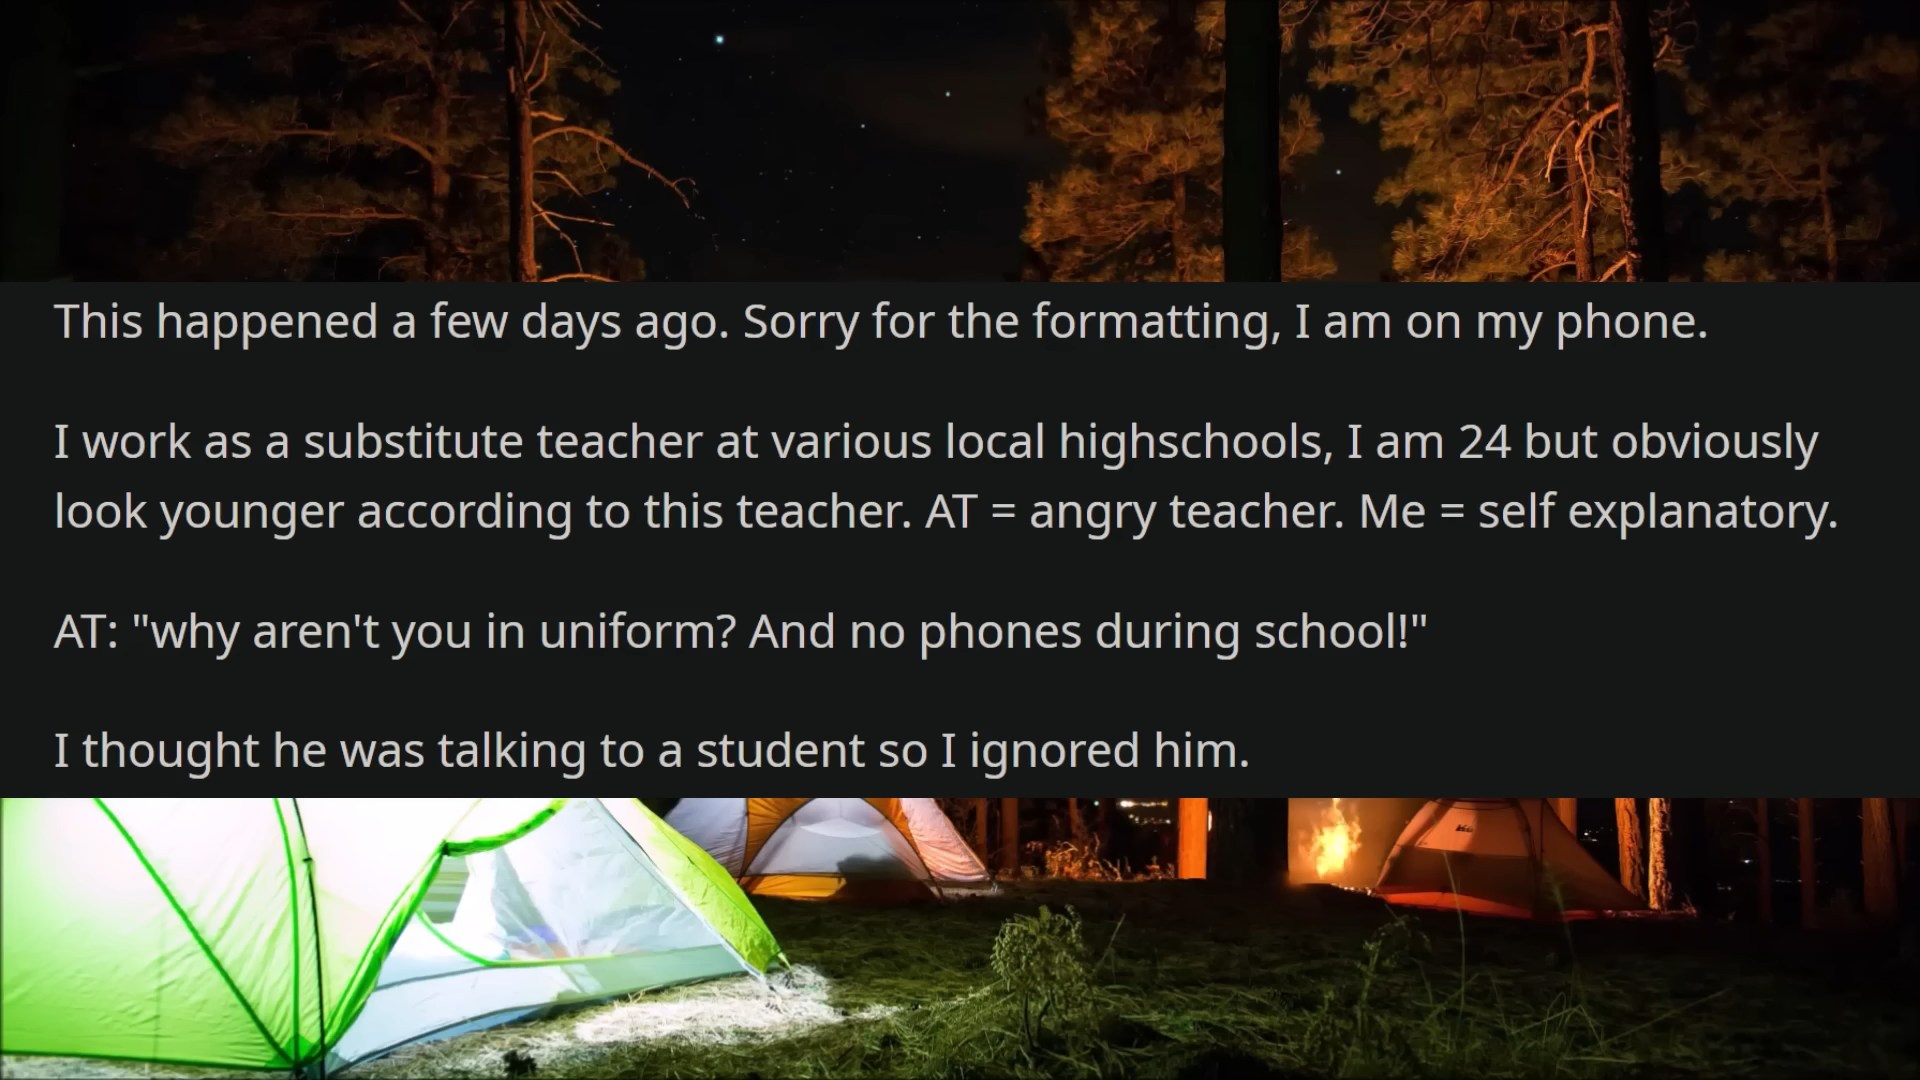 This happened a few days ago. Sorry for the formatting, I am on my phone.
I work as a substitute teacher at various local highschools, I am 24 but obviously
look younger according to this teacher. AT = angry teacher. Me = self explanatory.
AT: "why aren't you in uniform? And no phones during school!"
I thought he was talking to a student so I ignored him.